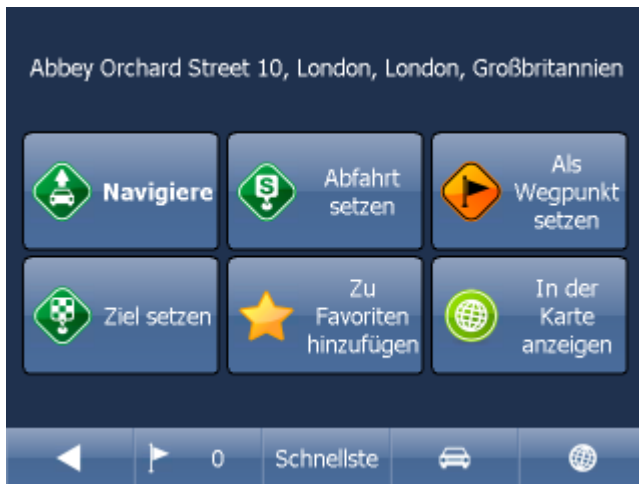 Abbey Orchard Street 10, London, London, Großbritannien
Navigiere
Abfahrt
setzen
Als
Wegpunkt
setzen
Ziel setzen
Zu
Favoriten
hinzufügen
In der
Karte
anzeigen
0
Schnellste